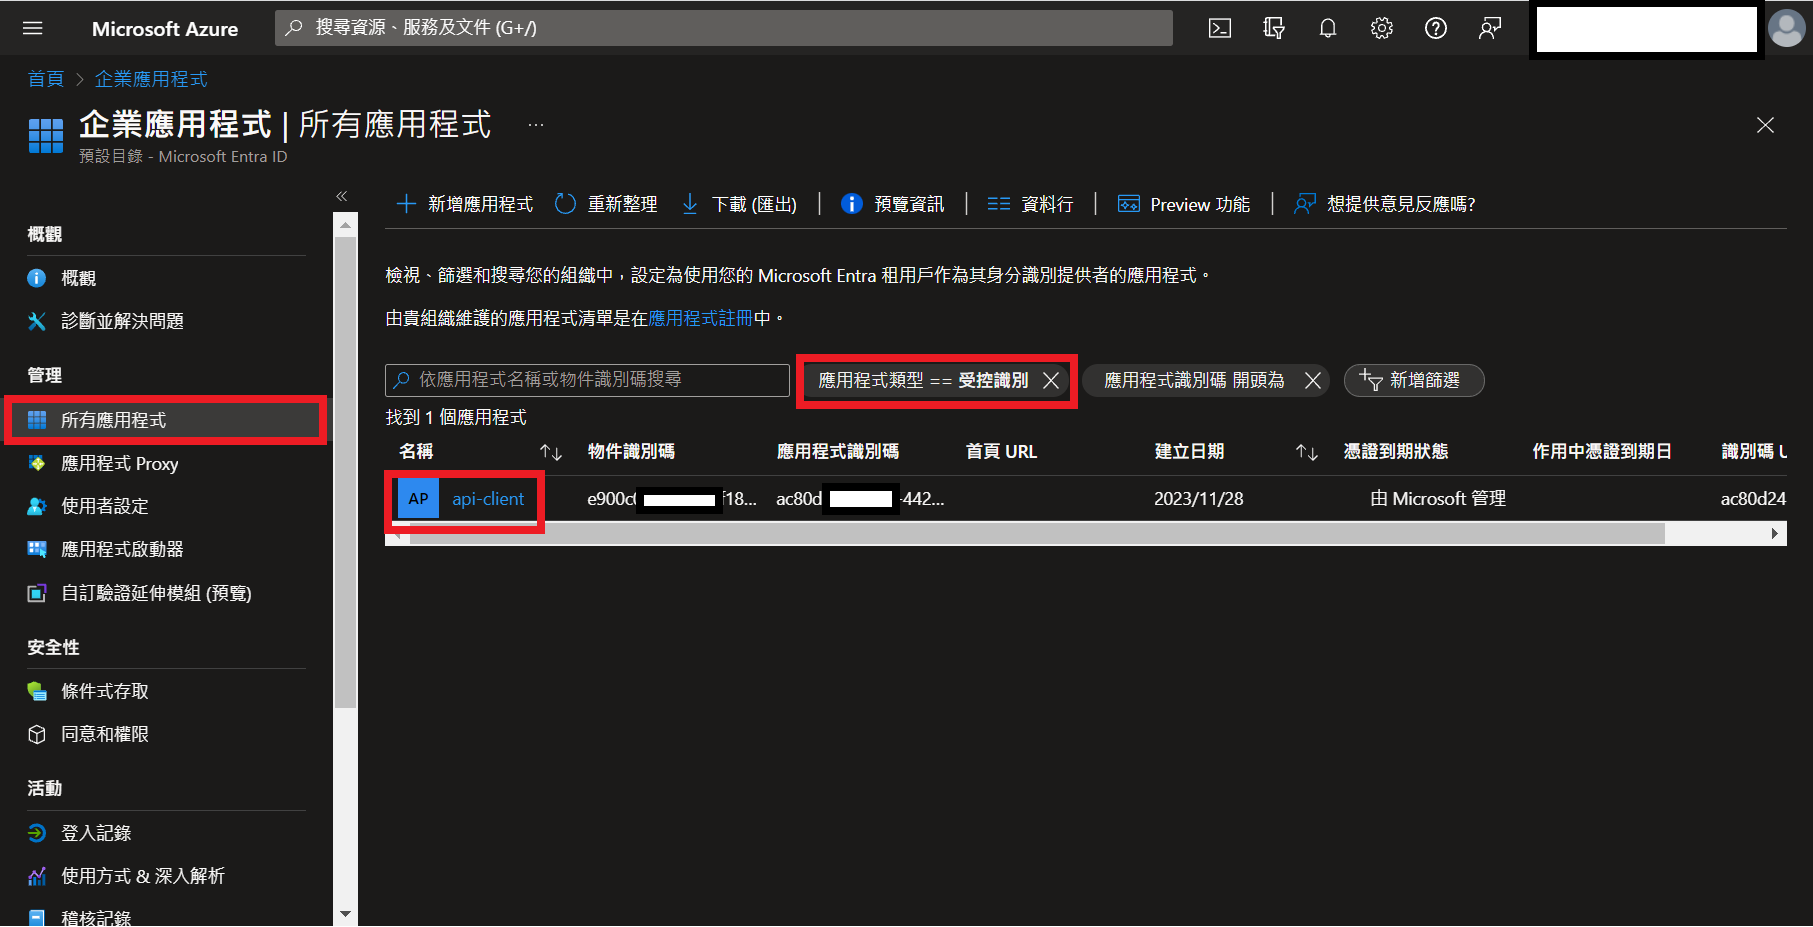 Microsoft Azure
搜尋資源、服務及文件 (G+/)
首頁 > 企業應用程式
企業應用程式 | 所有應用程式 ...
預設目錄 - Microsoft Entra ID
概觀
概觀
診斷並解決問題
管理
所有應用程式
應用程式 Proxy
使用者設定
應用程式啟動器
自訂驗證延伸模組 (預覽)
安全性
條件式存取
同意和權限
活動
登入記錄
使用方式 & 深入解析
稽核記錄
新增應用程式 重新整理 下載 (匯出) | 預覽資訊 | 資料行 | Preview 功能 | 想提供意見反應嗎?
檢視、篩選和搜尋您的組織中，設定為使用您的 Microsoft Entra 租用戶作為其身分識別提供者的應用程式。
由貴組織維護的應用程式清單是在應用程式註冊中。
依應用程式名稱或物件識別碼搜尋 應用程式類型 == 受控識別 應用程式識別碼 開頭為 新增篩選
找到 1 個應用程式
名稱 物件識別碼 應用程式識別碼 首頁 URL 建立日期 憑證到期狀態 作用中憑證到期日 識別碼 U
AP api-client e900c f18... ac80d -442... 2023/11/28 由 Microsoft 管理 ac80d24